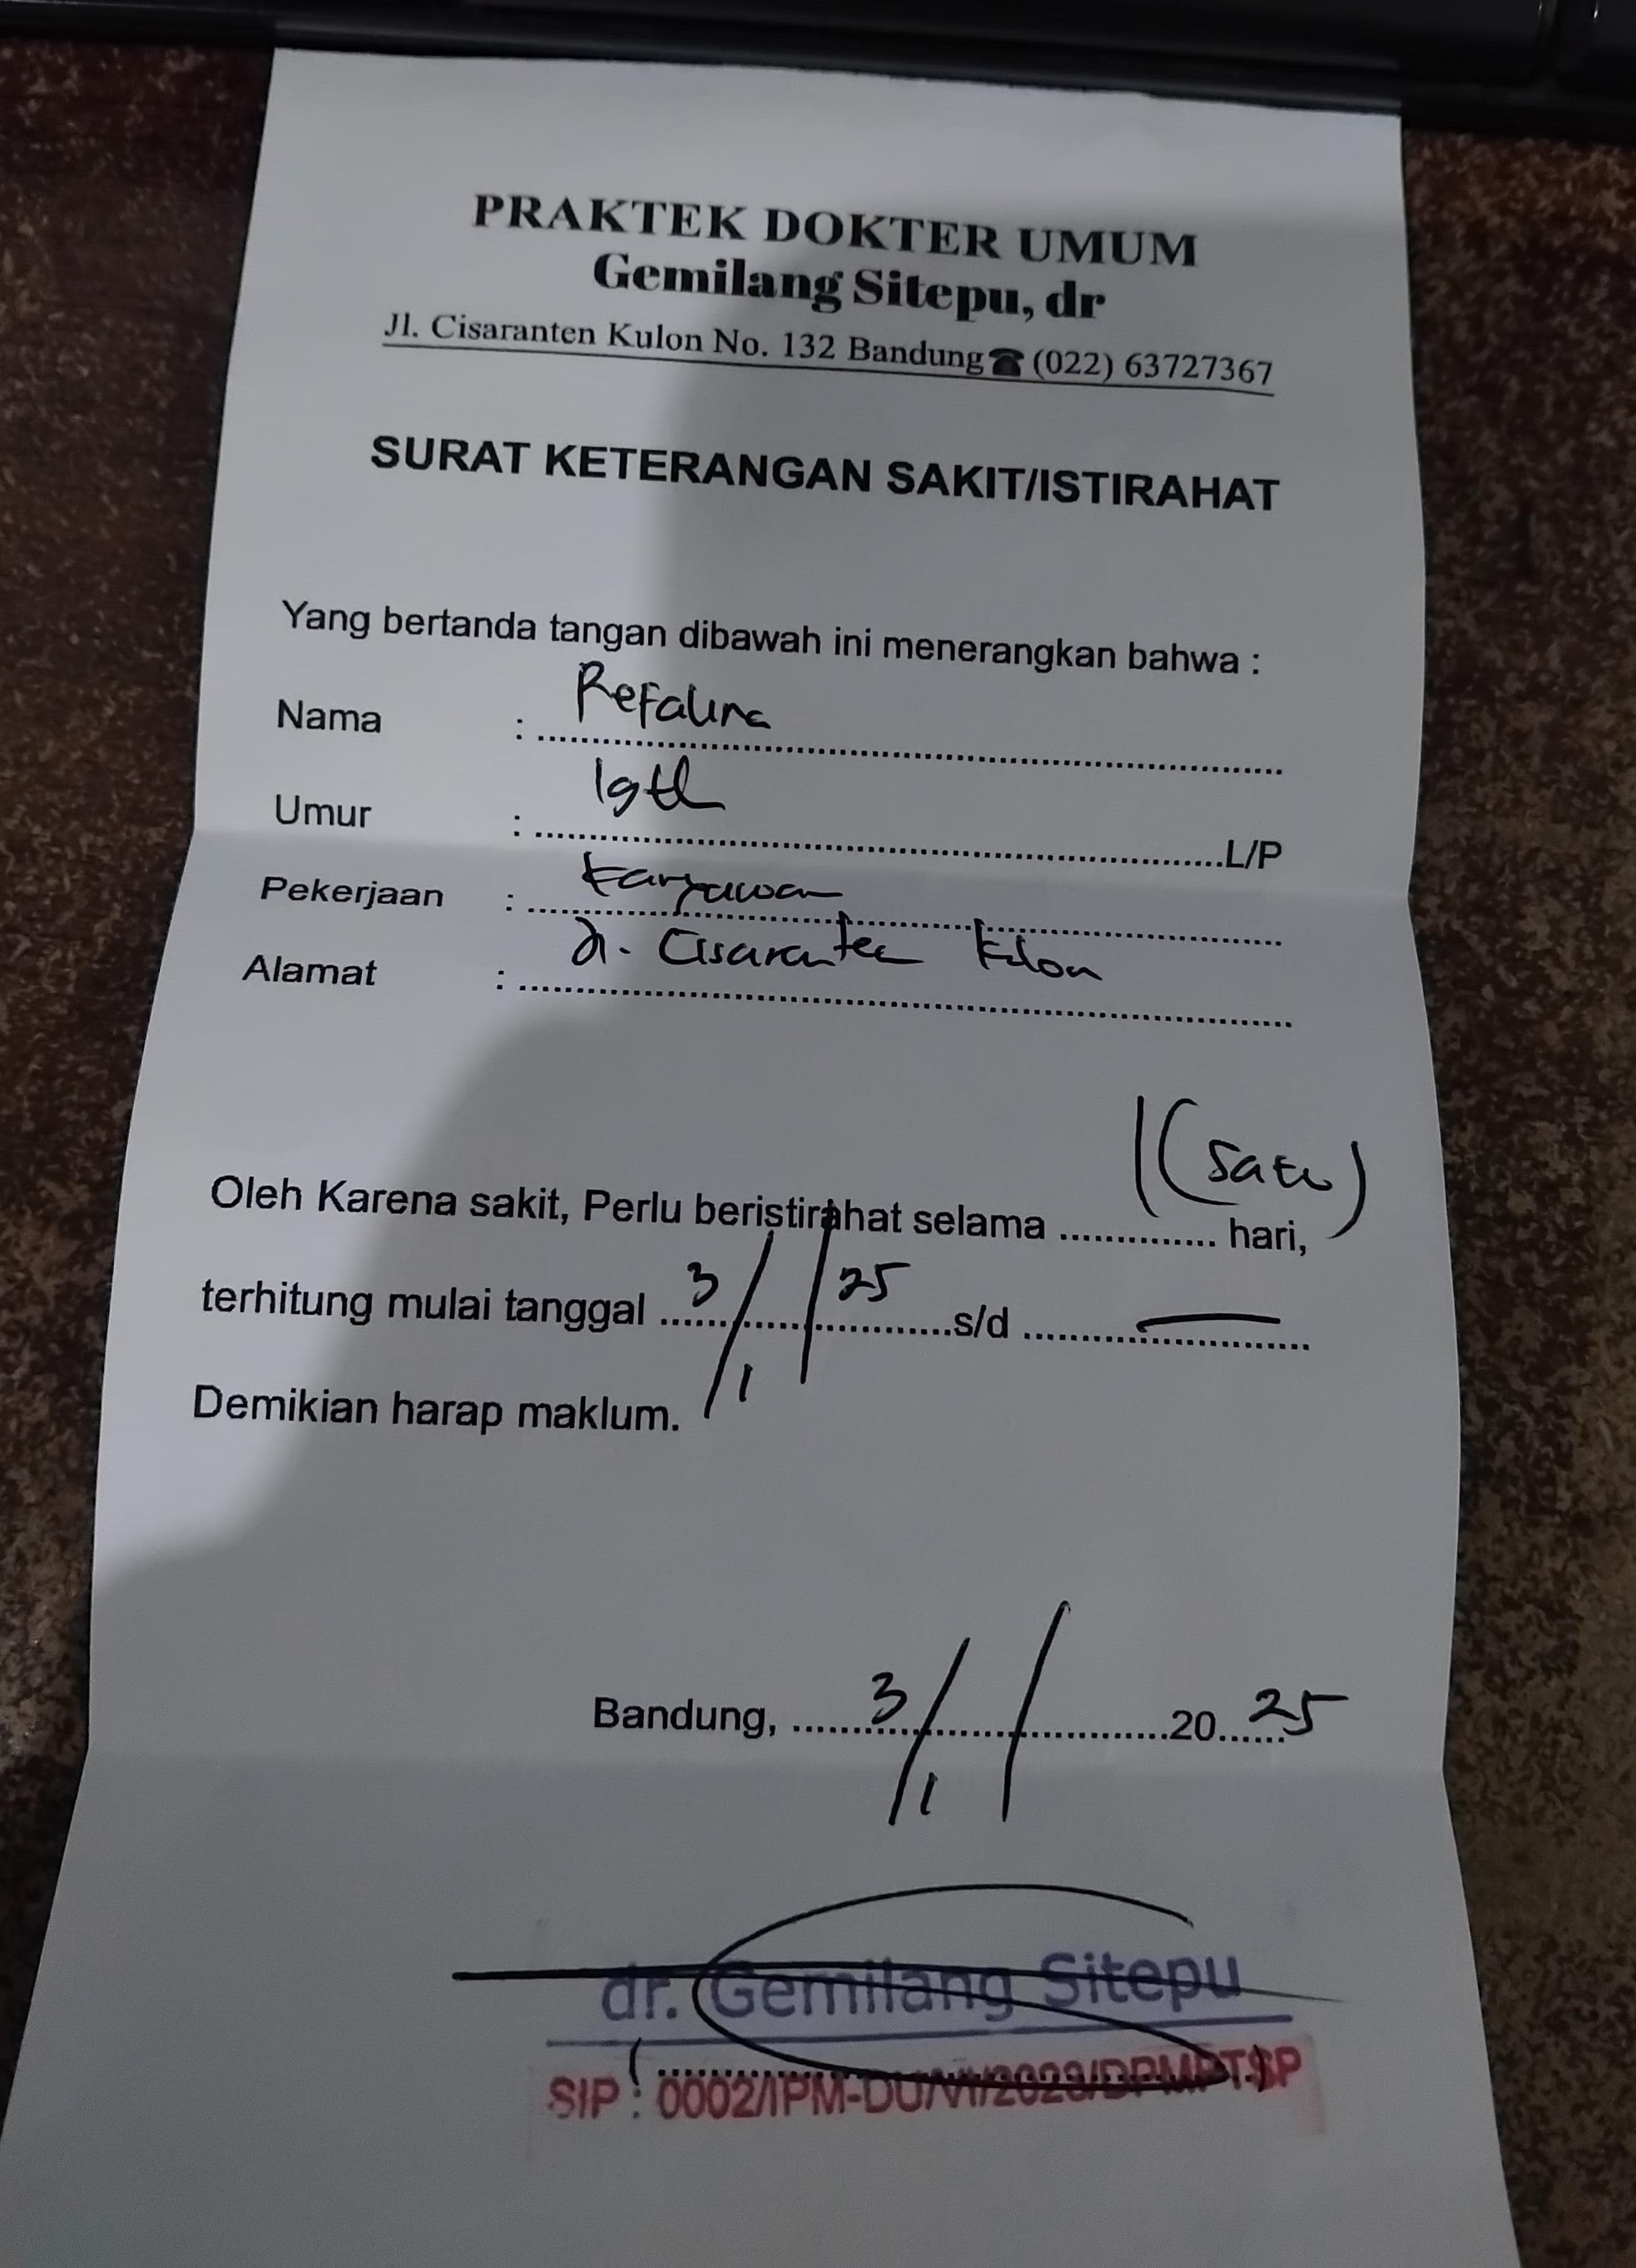 PRAKTEK DOKTER UMUM
Gemilang Sitepu, dr
Jl. Cisaranten Kulon No. 132 Bandung ☎ (022) 63727367
SURAT KETERANGAN SAKIT/ISTIRAHAT
Yang bertanda tangan dibawah ini menerangkan bahwa :
Nama : Refalina
Umur : 19th L/P
Pekerjaan : Karyawan
Alamat : Jl. Cisaranten Kulon
Oleh Karena sakit, Perlu beristirahat selama 1 (satu) hari,
terhitung mulai tanggal 3/1/25 s/d —
Demikian harap maklum.
Bandung, 3/1/2025
dr. Gemilang Sitepu
SIP : 0002/IPM-DU/VI/2023/DPMPTSP